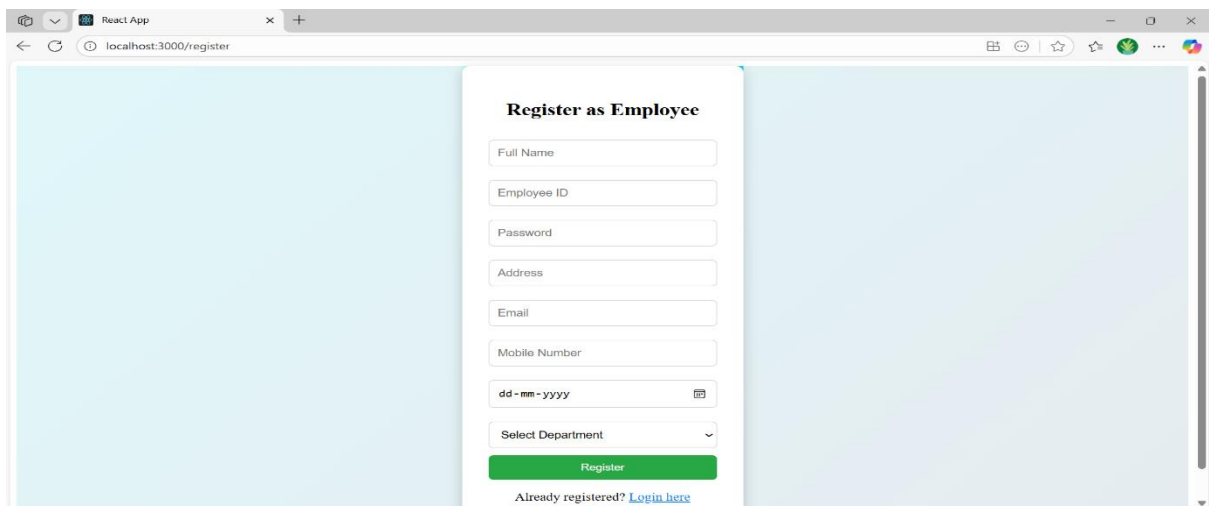 React App
localhost:3000/register
Register as Employee
Full Name
Employee ID
Password
Address
Email
Mobile Number
dd-mm-yyyy
Select Department
Register
Already registered? Login here